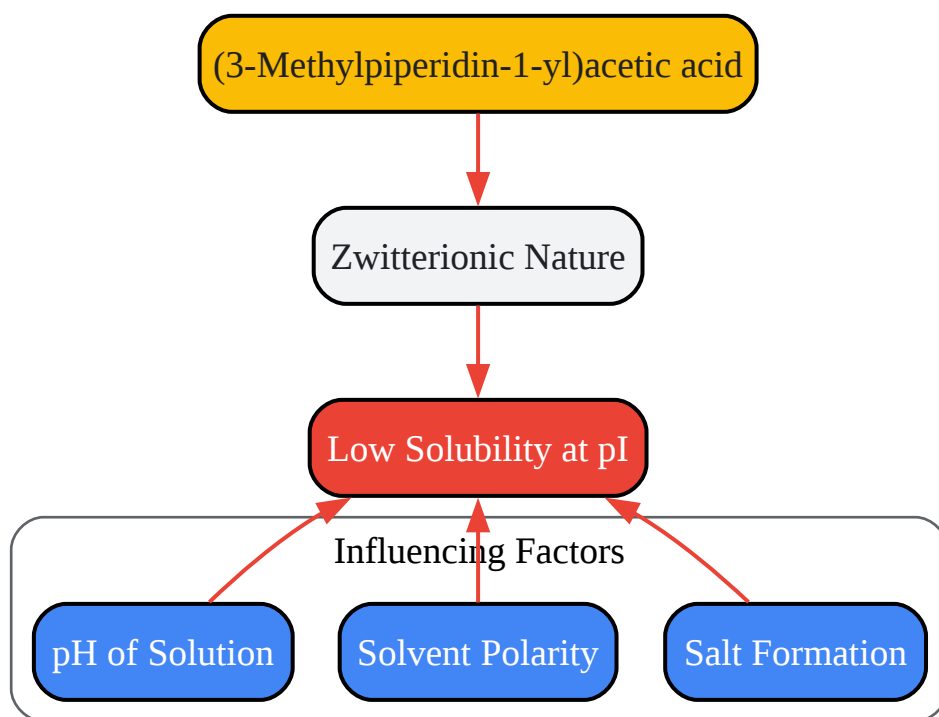 (3-Methylpiperidin-1-yl)acetic acid
Zwitterionic Nature
Low Solubility at pI
Influencing Factors
pH of Solution
Solvent Polarity
Salt Formation